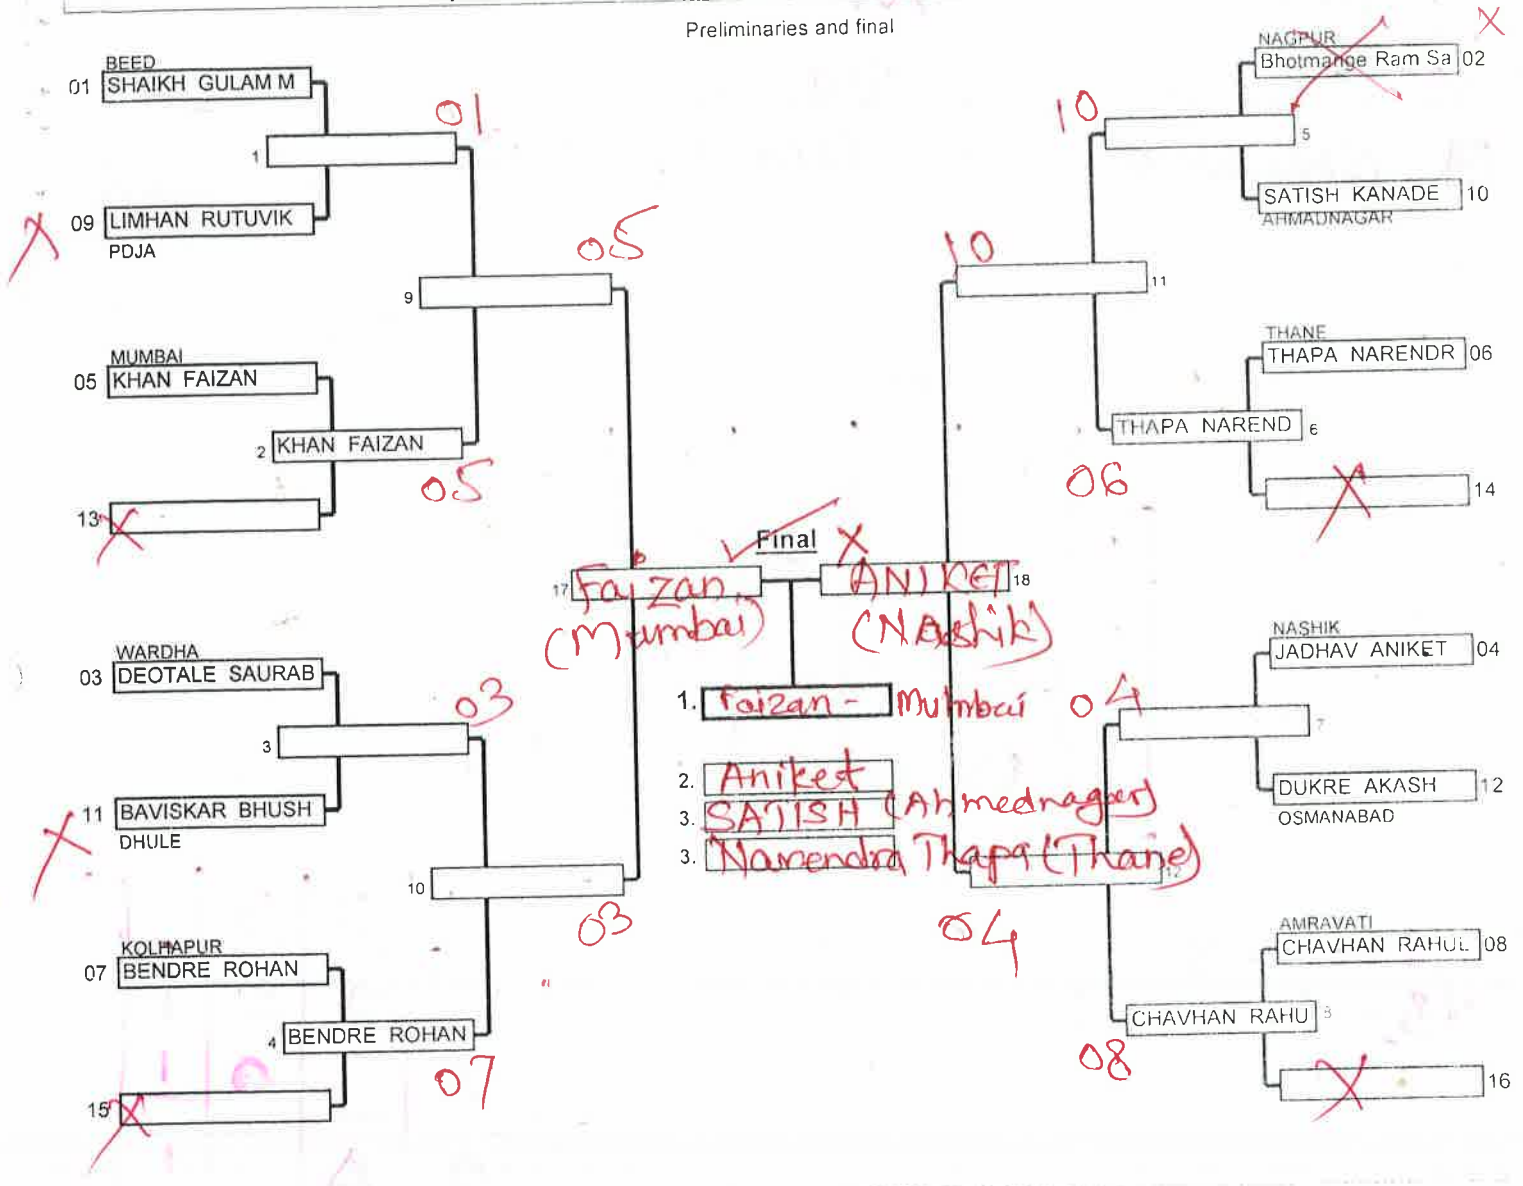 Preliminaries and final
BEED
01 SHAIKH GULAM M
01
1
09 LIMHAN RUTUVIK
PDJA
05
9
MUMBAI
05 KHAN FAIZAN
2 KHAN FAIZAN
05
13
WARDHA
03 DEOTALE SAURAB
03
3
11 BAVISKAR BHUSH
DHULE
10
03
KOLHAPUR
07 BENDRE ROHAN
4 BENDRE ROHAN
07
15
Final
17 Faizan
(Mumbai)
ANIKET 18
(Nashik)
1. Faizan - Mumbai
2. Aniket
3. SATISH (Ahmednagar)
3. Narendra Thapa (Thane)
NAGPUR
Bhotmange Ram Sa 02
10
5
SATISH KANADE 10
AHMADNAGAR
10
11
THANE
THAPA NARENDR 06
THAPA NAREND 6
06
14
NASHIK
JADHAV ANIKET 04
04
7
DUKRE AKASH 12
OSMANABAD
12
04
AMRAVATI
CHAVHAN RAHUL 08
CHAVHAN RAHU 8
08
16